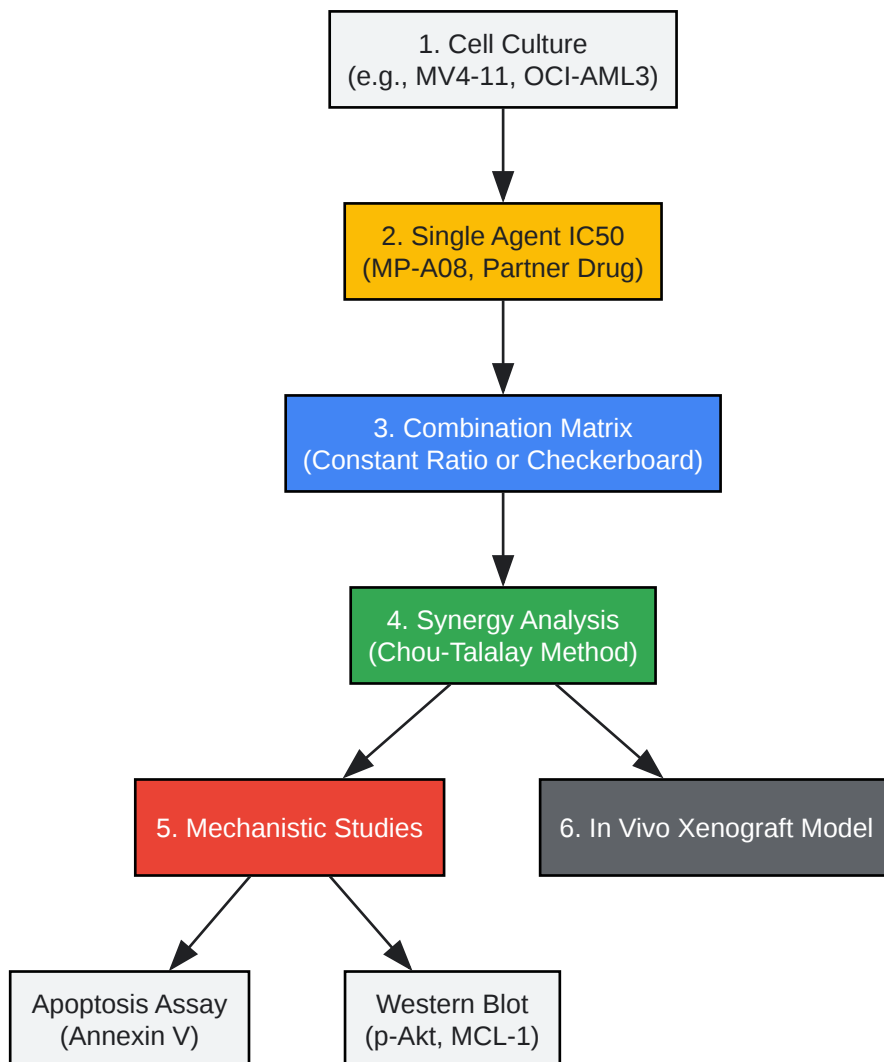 1. Cell Culture
(e.g., MV4-11, OCI-AML3)
2. Single Agent IC50
(MP-A08, Partner Drug)
3. Combination Matrix
(Constant Ratio or Checkerboard)
4. Synergy Analysis
(Chou-Talalay Method)
5. Mechanistic Studies
6. In Vivo Xenograft Model
Apoptosis Assay
(Annexin V)
Western Blot
(p-Akt, MCL-1)